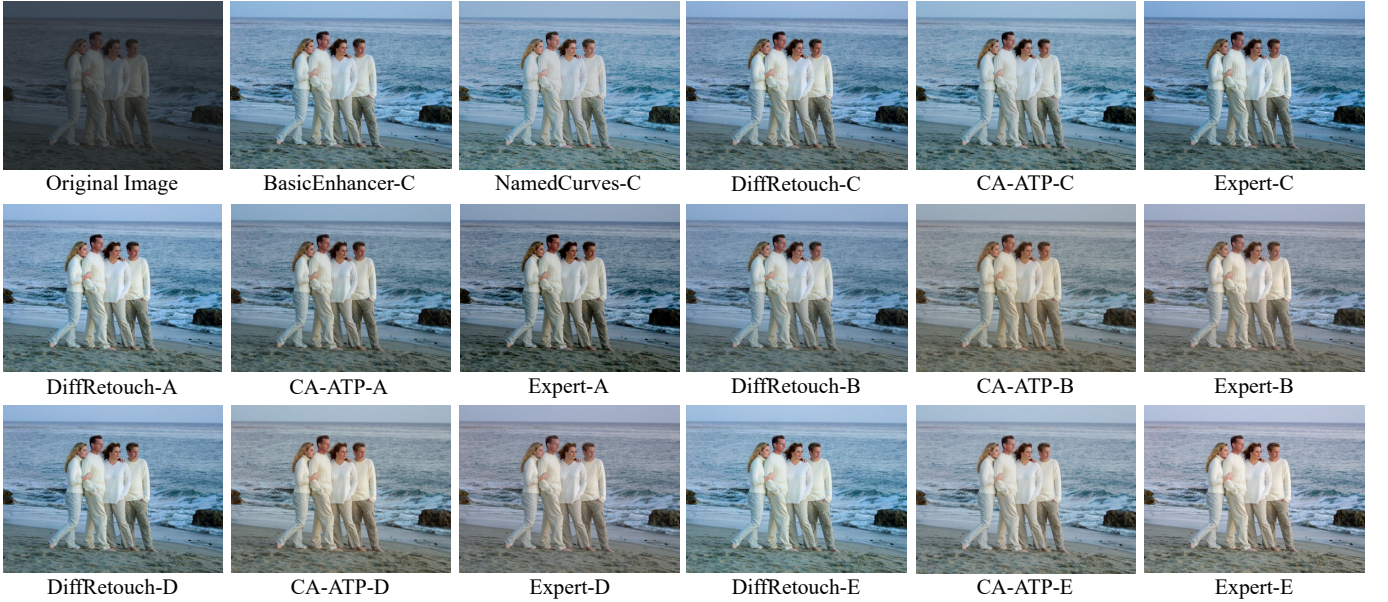 Original Image
BasicEnhancer-C
NamedCurves-C
DiffRetouch-C
CA-ATP-C
Expert-C
DiffRetouch-A
CA-ATP-A
Expert-A
DiffRetouch-B
CA-ATP-B
Expert-B
DiffRetouch-D
CA-ATP-D
Expert-D
DiffRetouch-E
CA-ATP-E
Expert-E